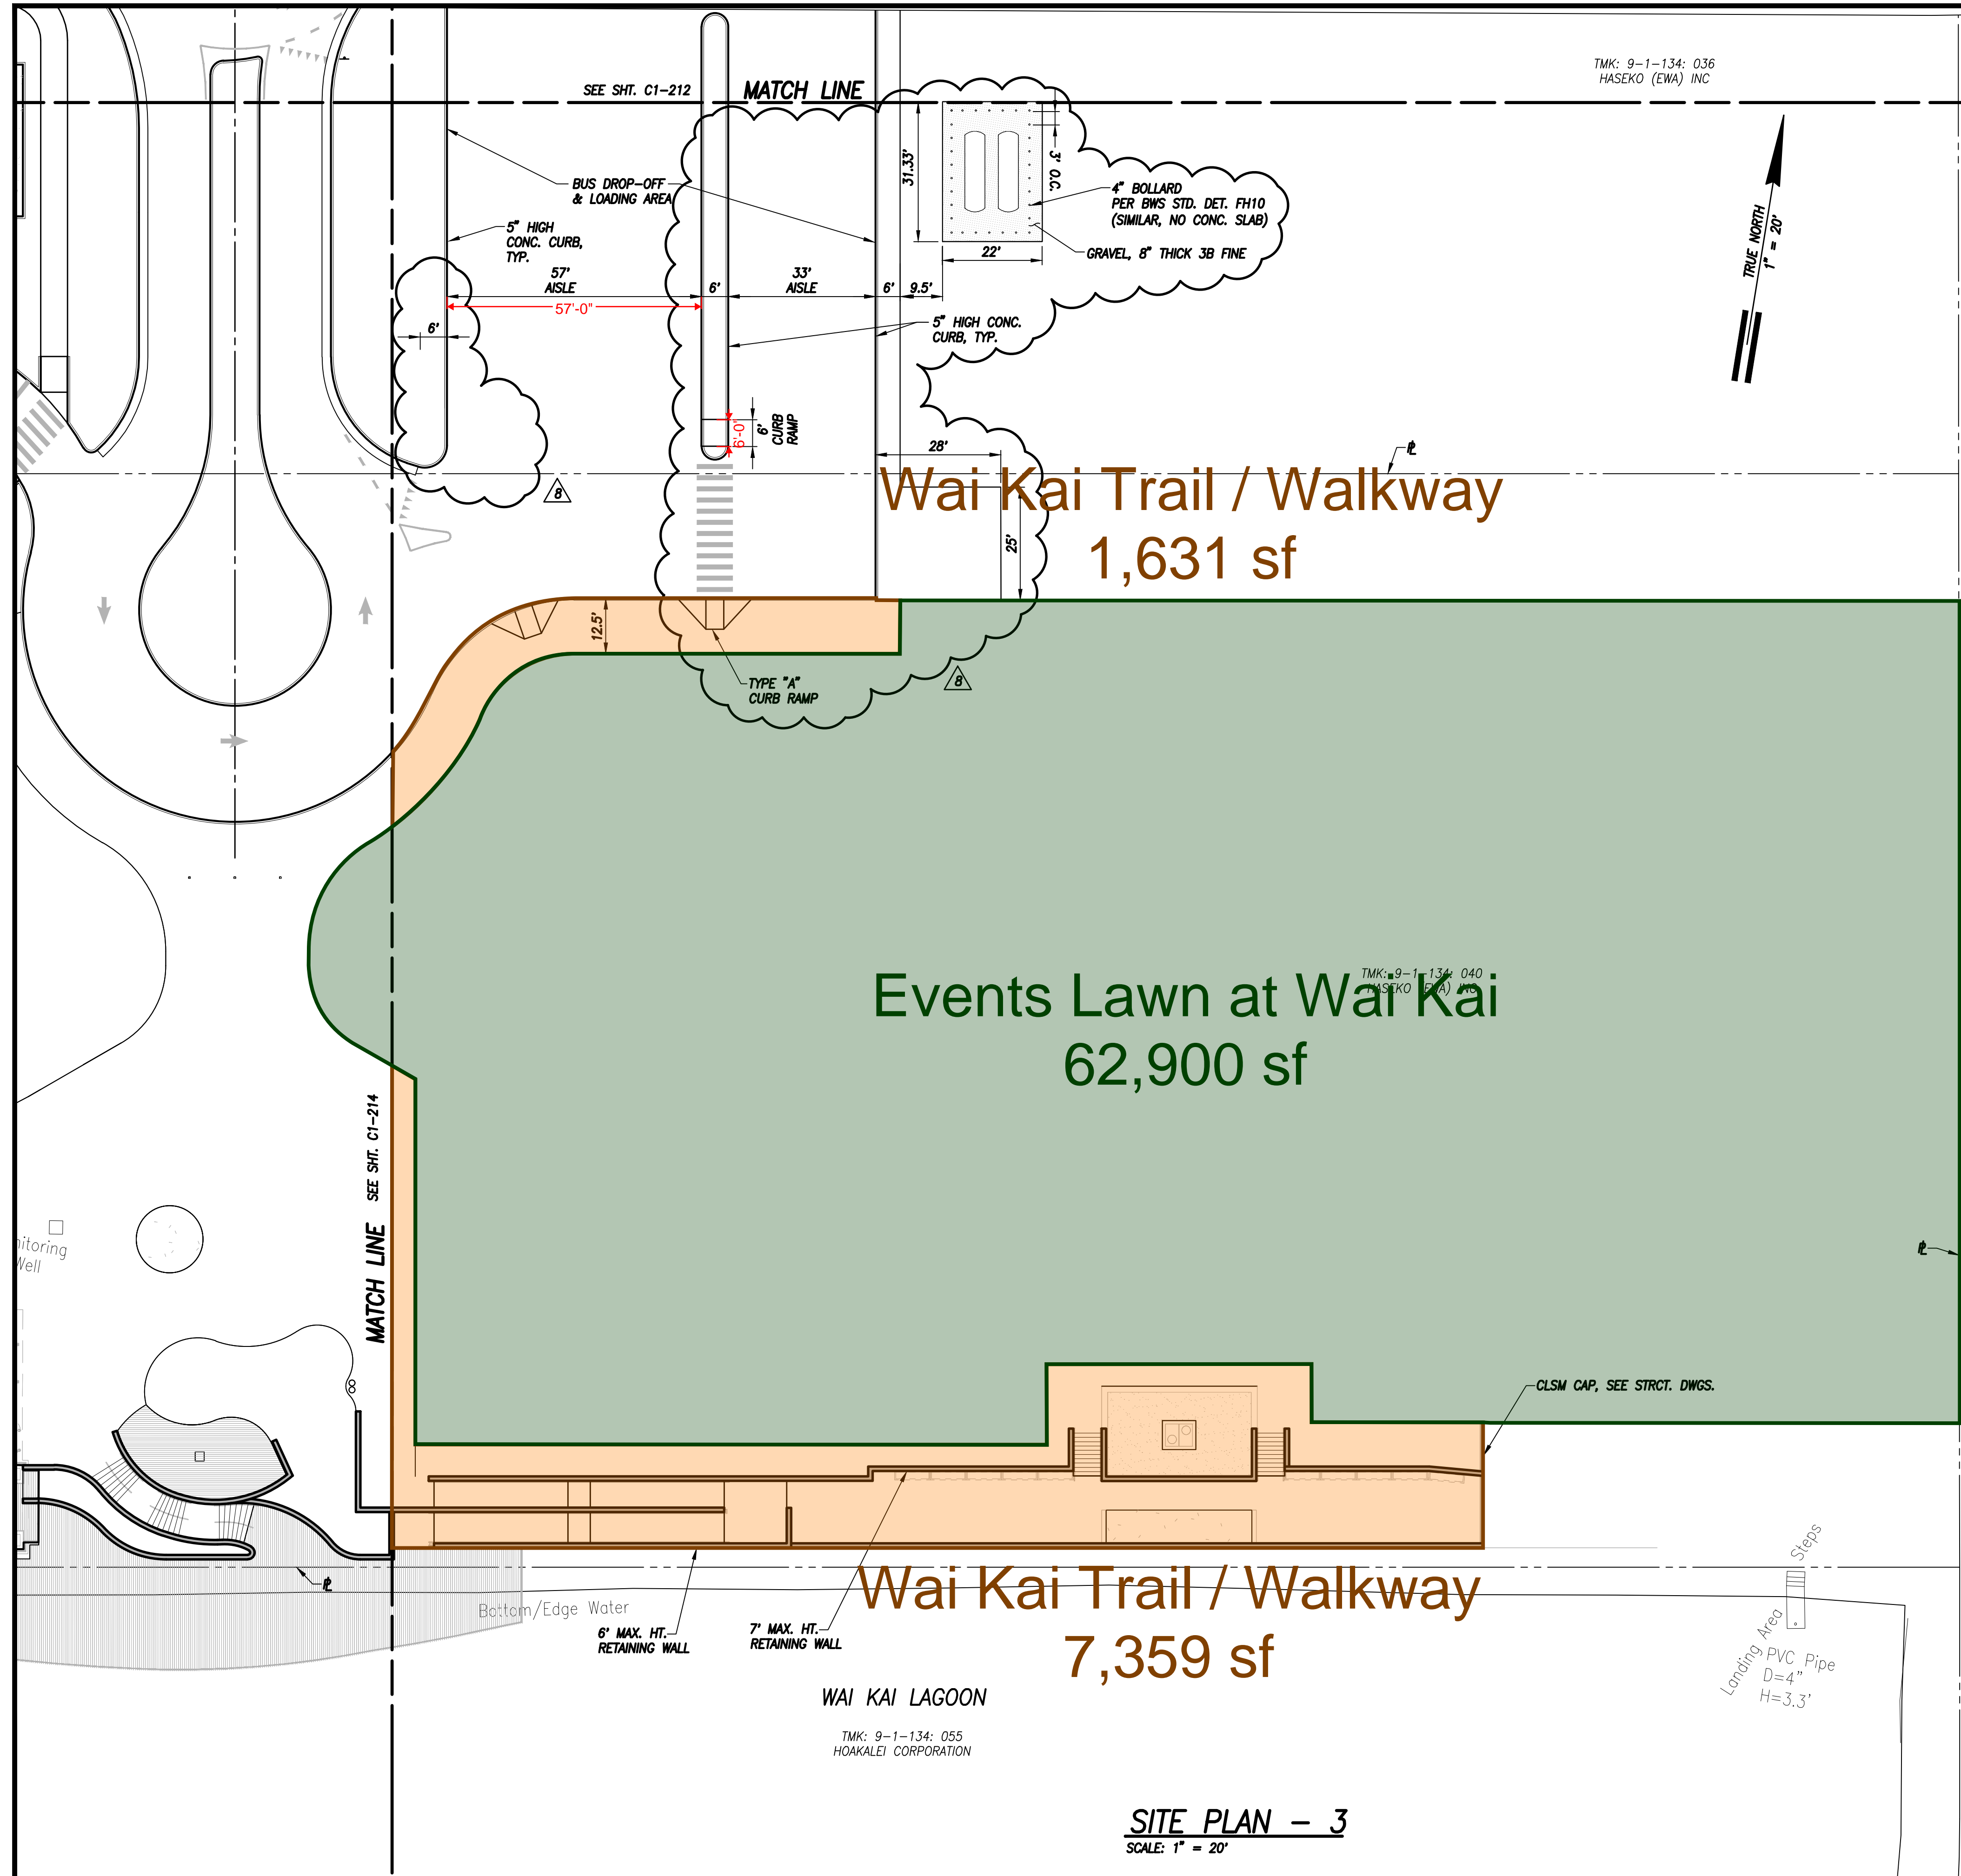 TMK: 9-1-134: 036
HASEKO (EWA) INC
SEE SHT. C1-212
MATCH LINE
BUS DROP-OFF
& LOADING AREA
31.33'
3' O.C.
4" BOLLARD
PER BWS STD. DET. FH10
(SIMILAR, NO CONC. SLAB)
TRUE NORTH
1" = 20'
5" HIGH
CONC. CURB,
TYP.
22'
GRAVEL, 8" THICK 3B FINE
57'
AISLE
6'
33'
AISLE
6'
9.5'
57'-0"
6'
5" HIGH CONC.
CURB, TYP.
6'-0"
6'
CURB
RAMP
28'
PL
8
Wai Kai Trail / Walkway
1,631 sf
25'
12.5'
TYPE "A"
CURB RAMP
8
Events Lawn at Wai Kai
62,900 sf
TMK: 9-1-134: 040
HASEKO (EWA) INC
MATCH LINE
SEE SHT. C1-214
nitoring
Well
PL
CLSM CAP, SEE STRCT. DWGS.
PL
Bottom/Edge Water
6' MAX. HT.
RETAINING WALL
7' MAX. HT.
RETAINING WALL
Wai Kai Trail / Walkway
7,359 sf
Steps
Landing Area
PVC Pipe
D=4"
H=3.3'
WAI KAI LAGOON
TMK: 9-1-134: 055
HOAKALEI CORPORATION
SITE PLAN - 3
SCALE: 1" = 20'